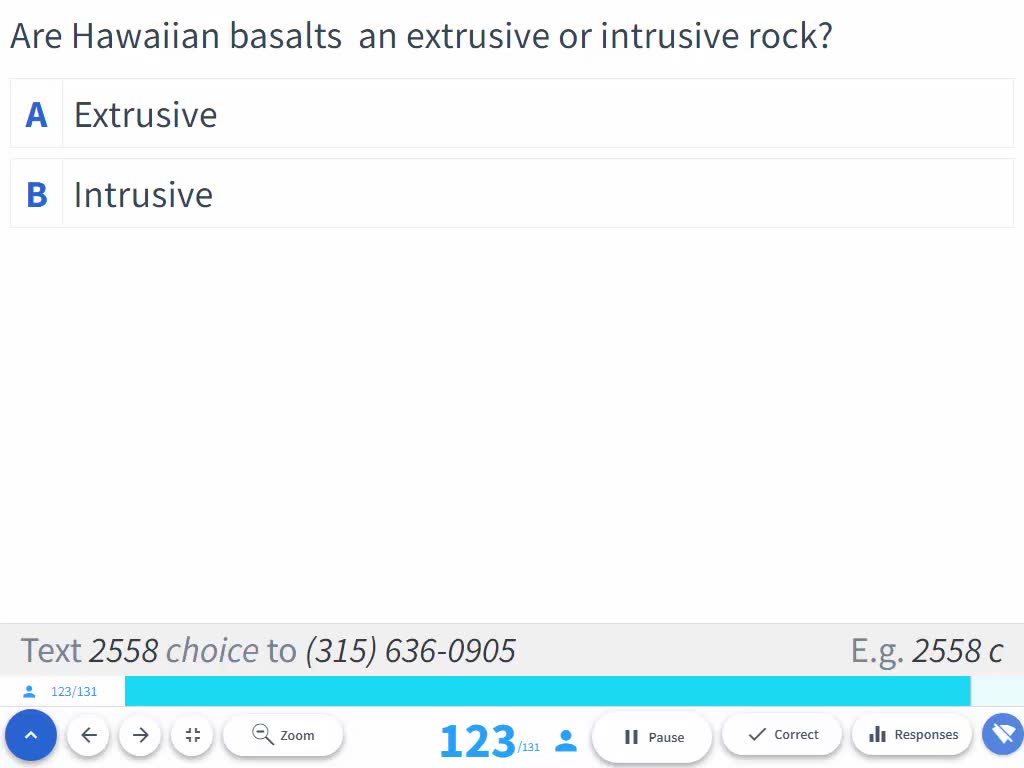 Are Hawaiian basalts  an extrusive or intrusive rock?
A Extrusive
B Intrusive
Text 2558 choice to (315) 636-0905 E.g. 2558 c
123/131
Zoom 123/131 Pause Correct Responses